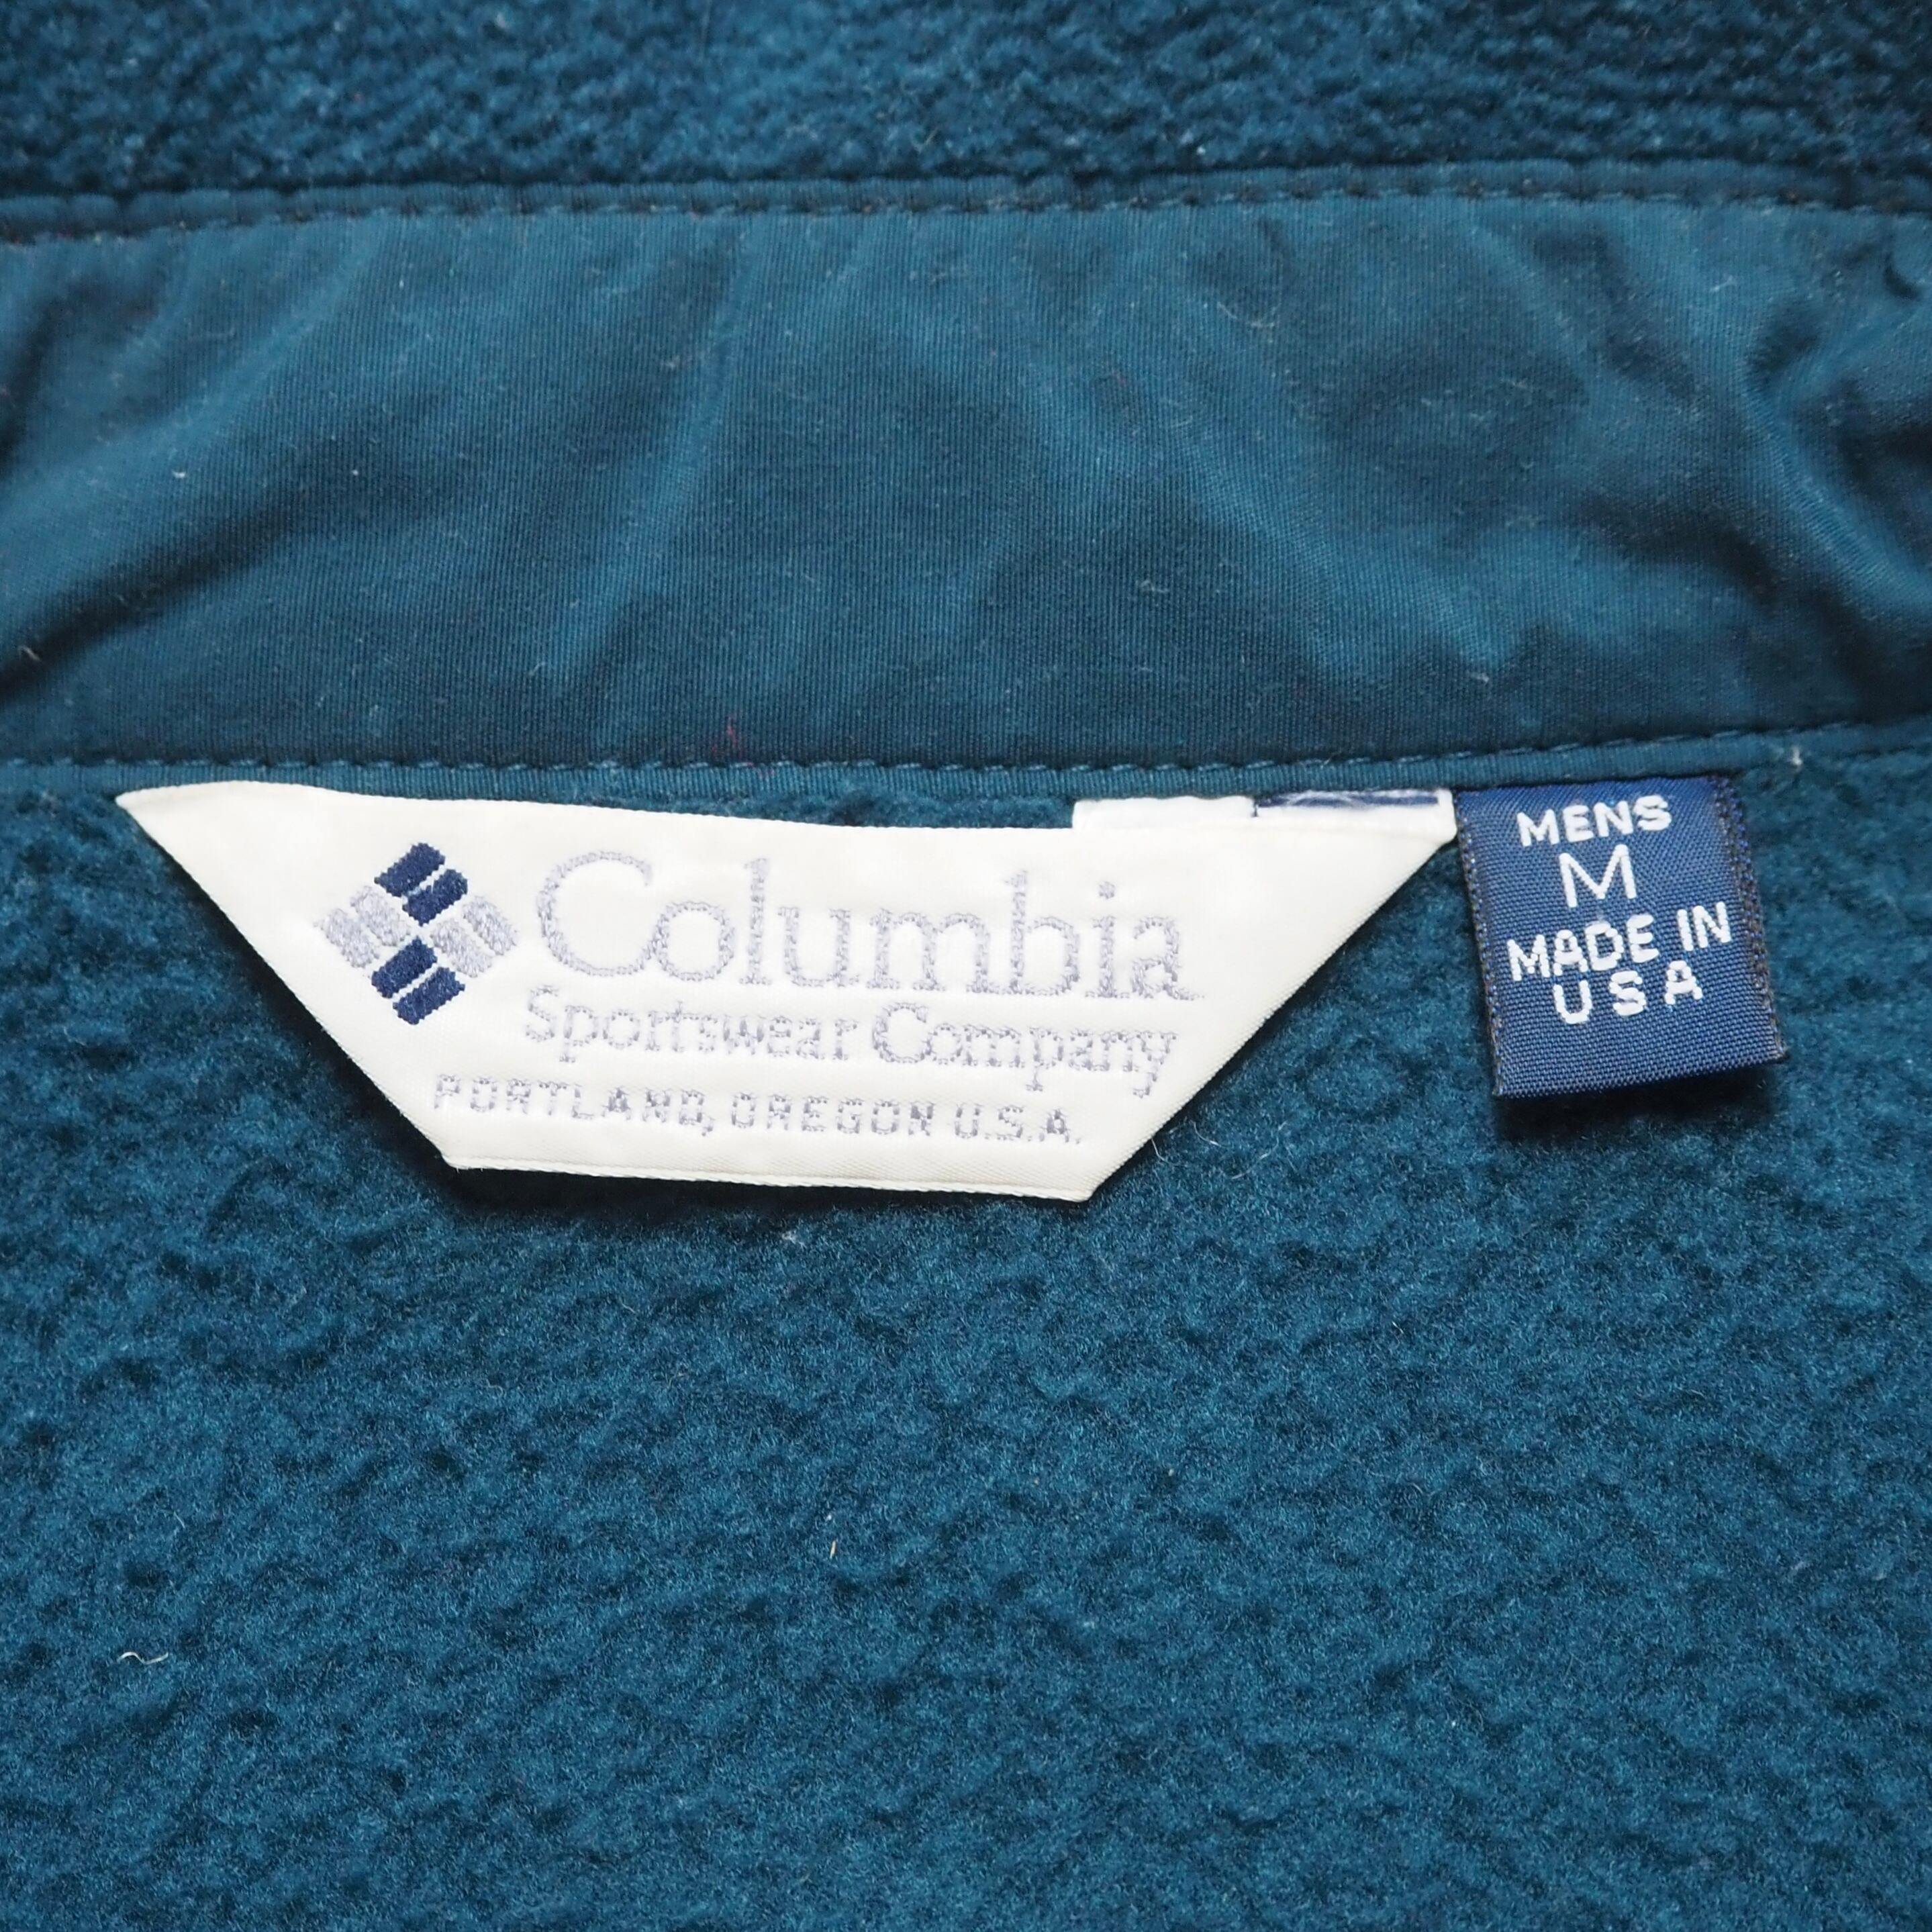 Columbia
Sportswear Company
PORTLAND, OREGON U.S.A.
MENS
M
MADE IN
USA